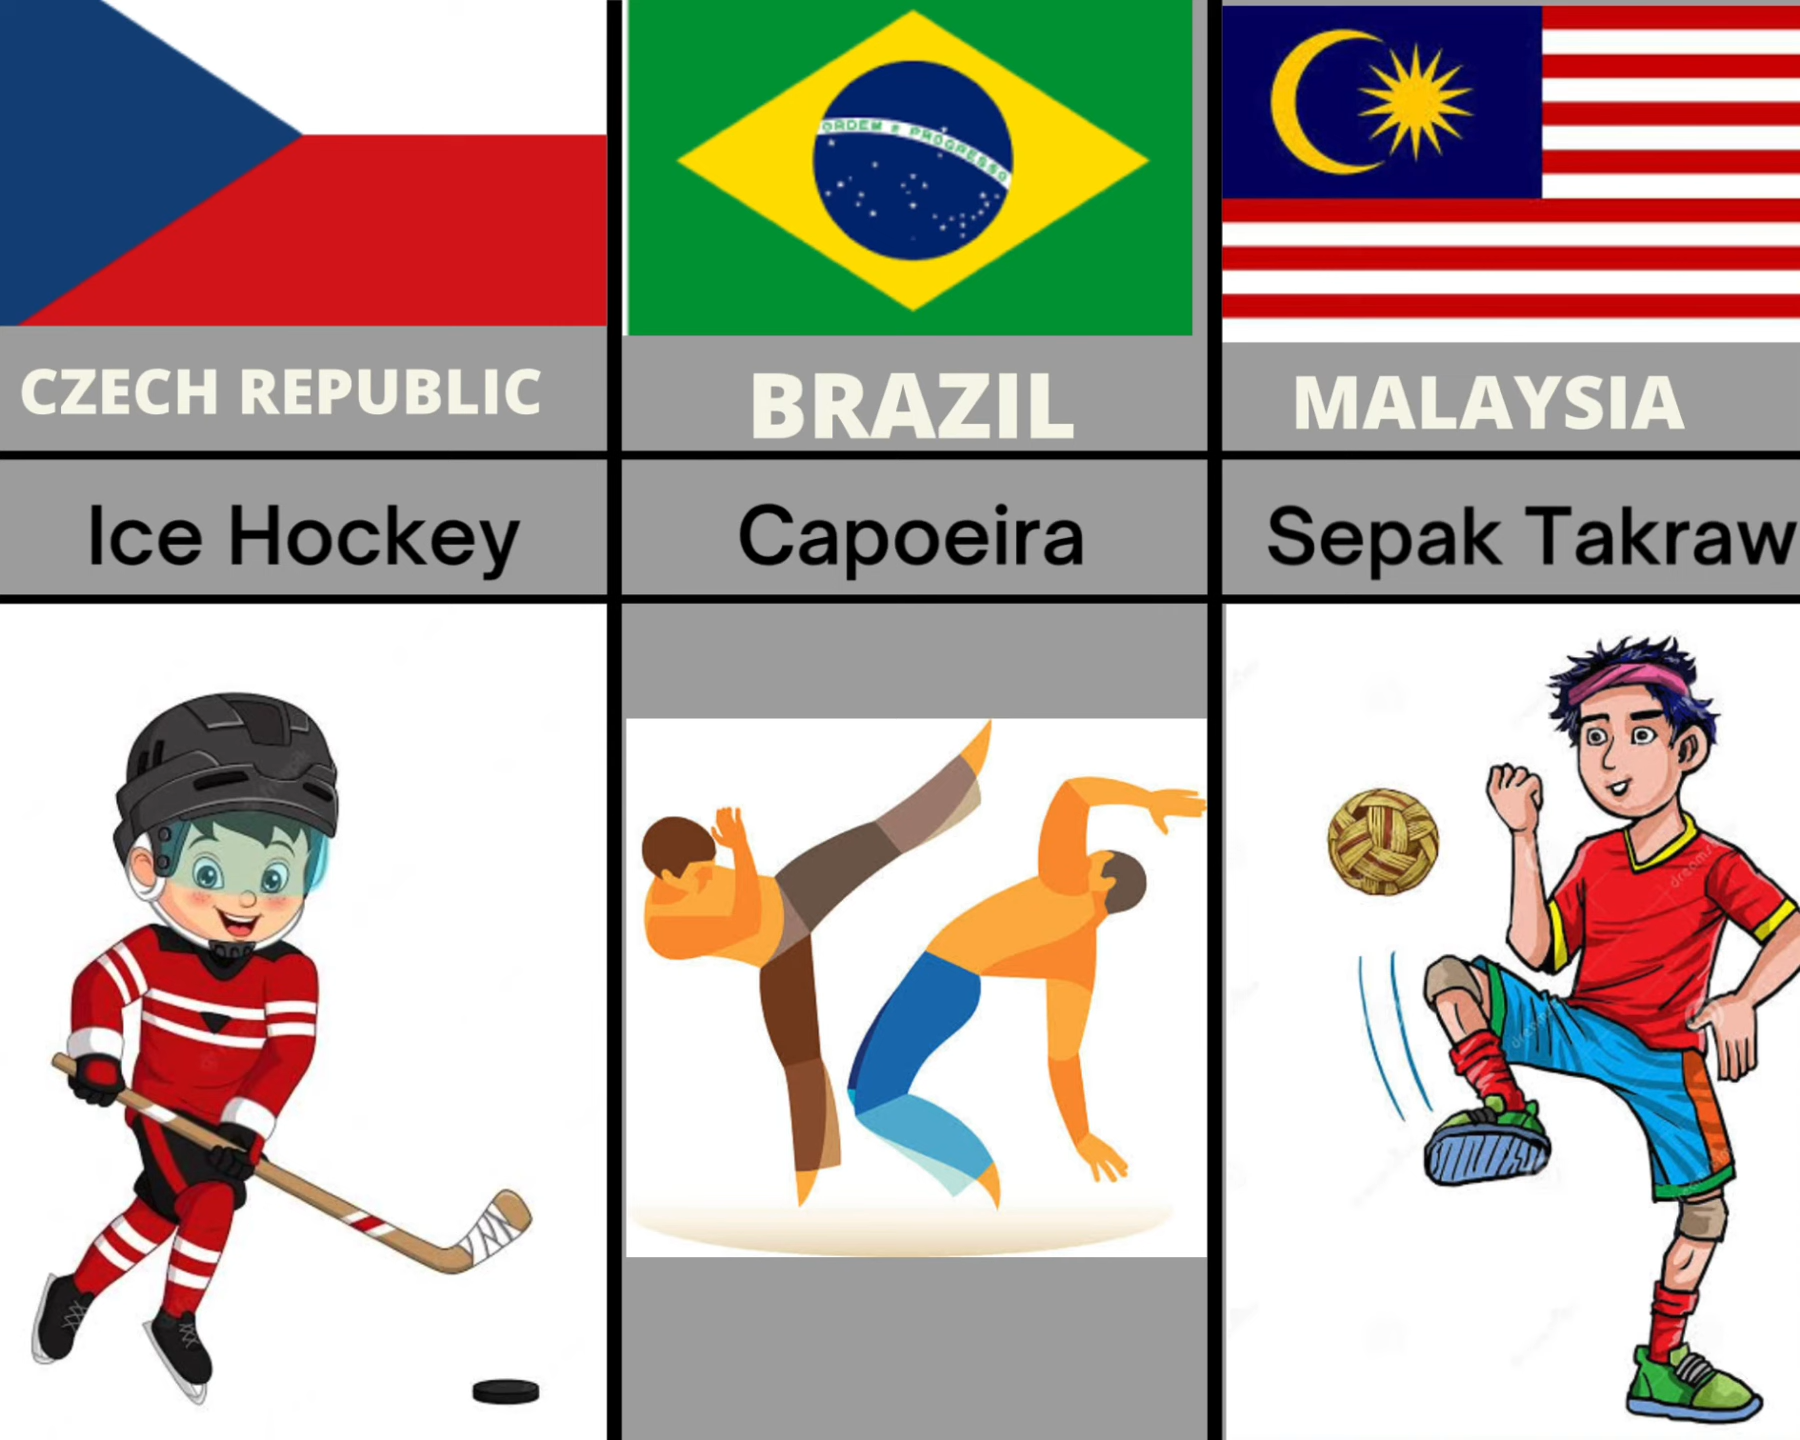 ORDEM E PROGRESSO
CZECH REPUBLIC
BRAZIL
MALAYSIA
Ice Hockey
Capoeira
Sepak Takraw